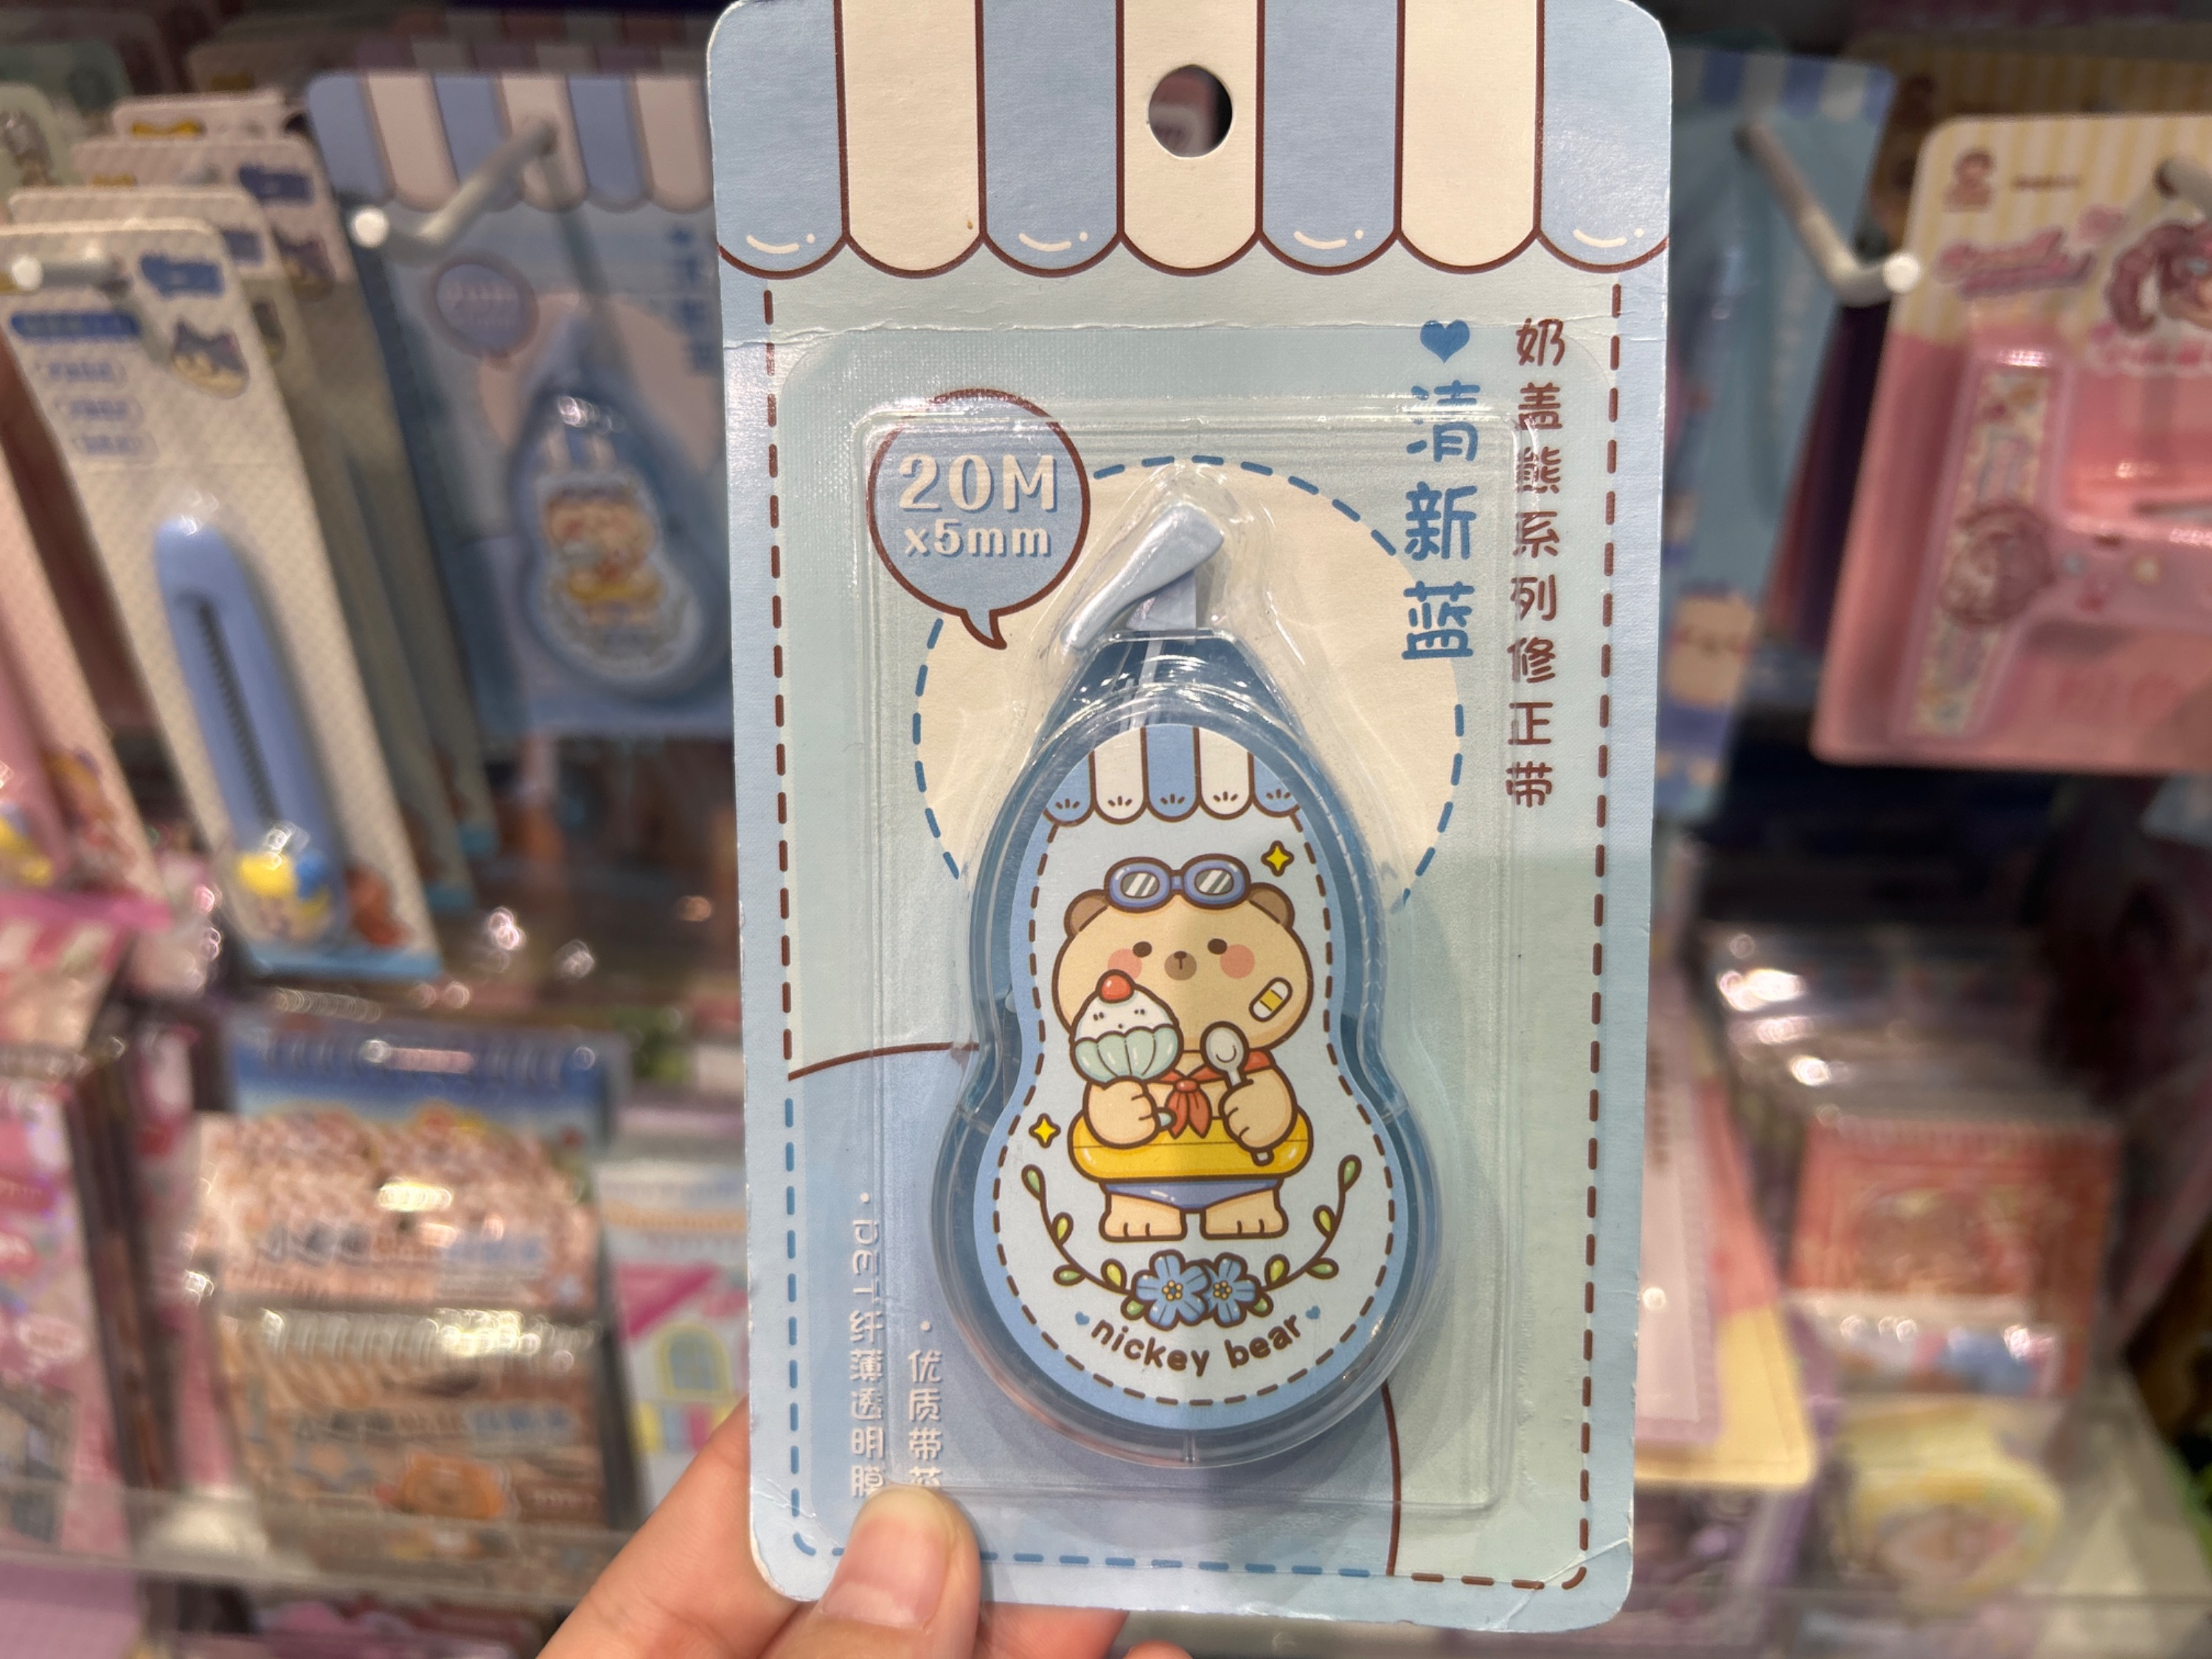 奶盖熊系列修正带
清新蓝
20M
x5mm
nickey bear
·优质带芯
·PET纤薄透明膜